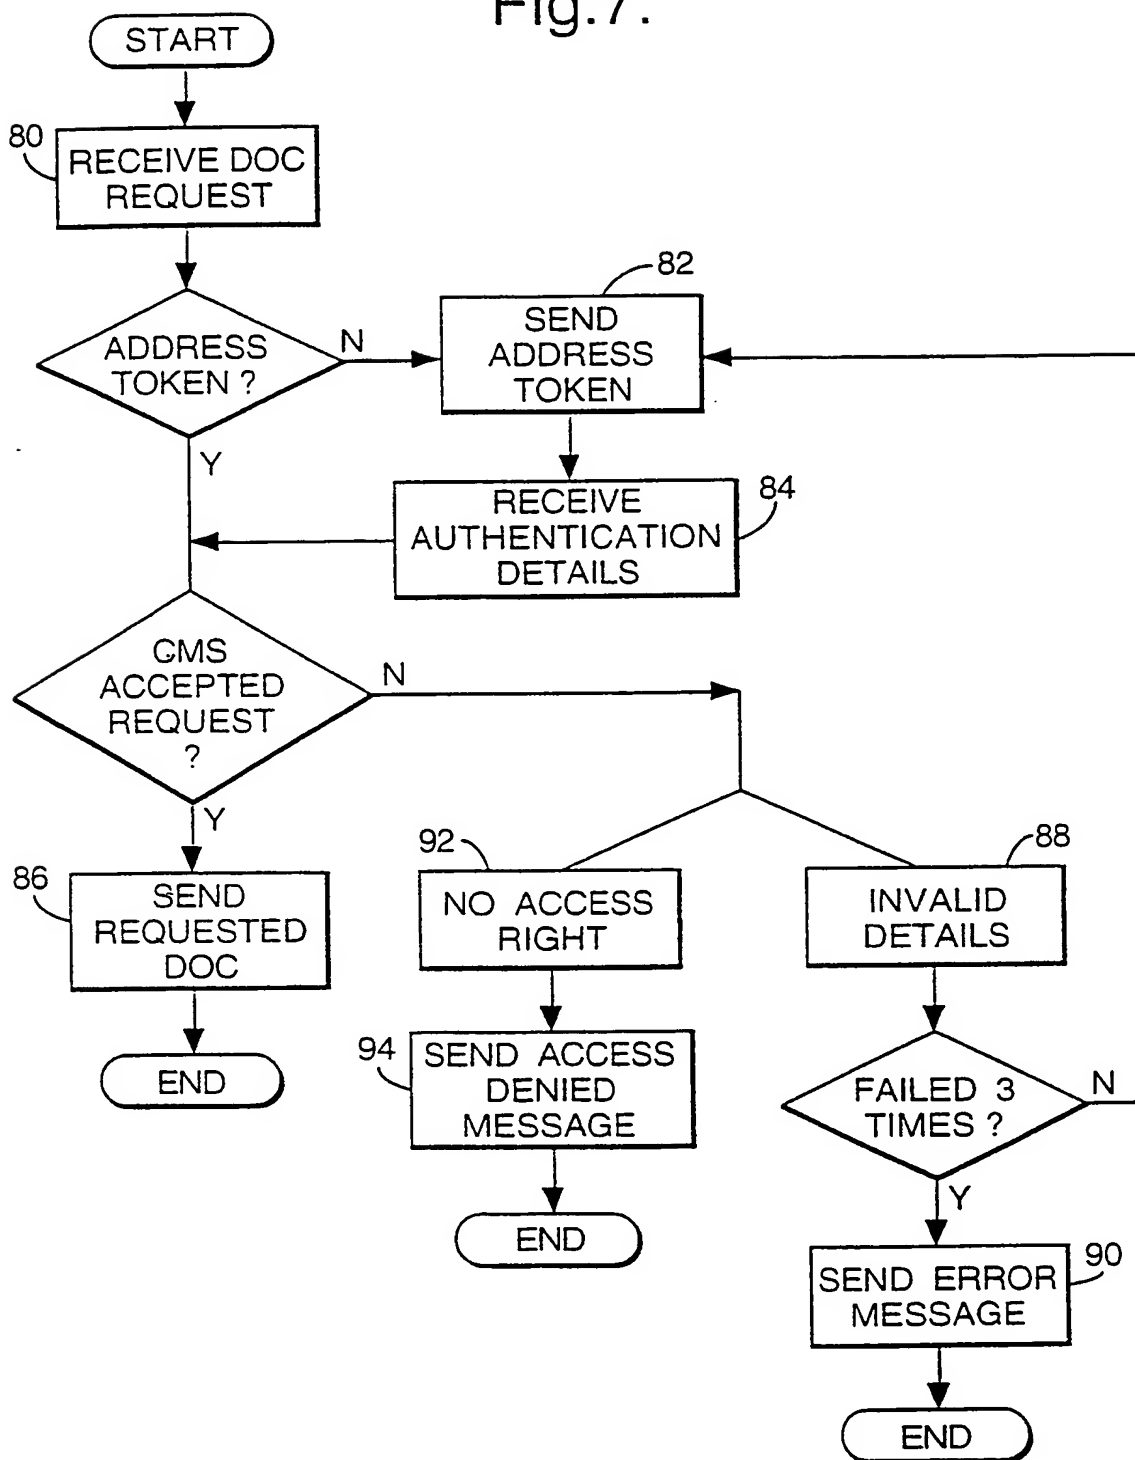 Fig.7.
START
80
RECEIVE DOC
REQUEST
82
ADDRESS
TOKEN ?
N
SEND
ADDRESS
TOKEN
Y
84
RECEIVE
AUTHENTICATION
DETAILS
CMS
ACCEPTED
REQUEST
?
N
Y
86
SEND
REQUESTED
DOC
END
92
NO ACCESS
RIGHT
94
SEND ACCESS
DENIED
MESSAGE
END
88
INVALID
DETAILS
FAILED 3
TIMES ?
N
Y
90
SEND ERROR
MESSAGE
END